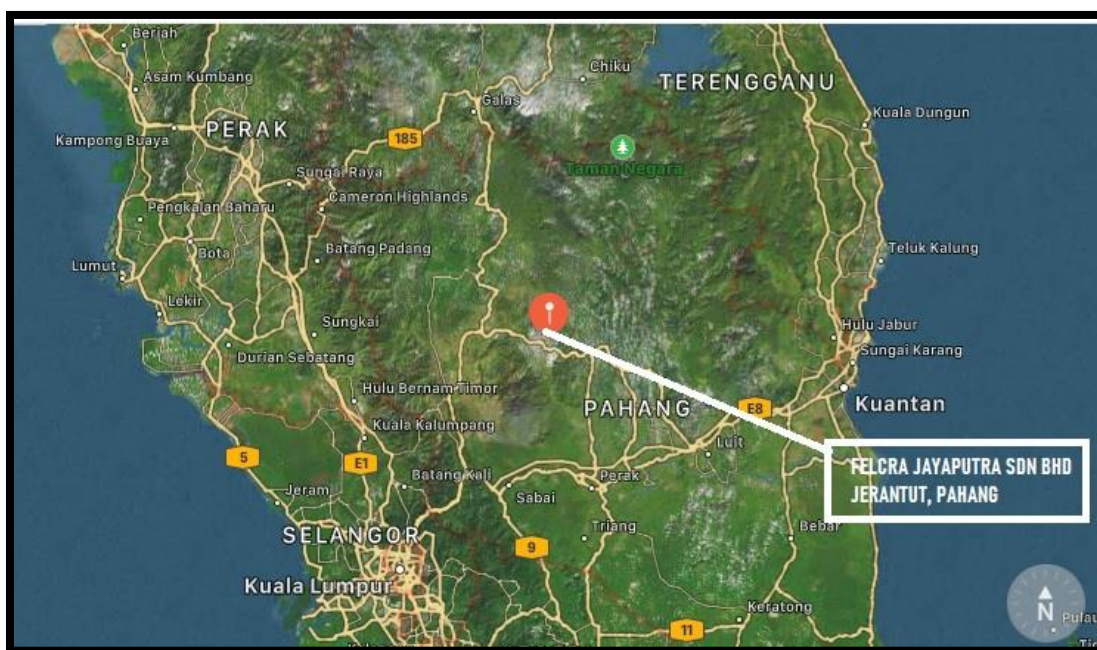 Beriah
Chiku
Asam Kumbang
TERENGGANU
Galas
Kuala Dungun
PERAK
Kampong Buaya
185
Taman Negara
Sungai Raya
Cameron Highlands
Pengkalan Baharu
Bota
Batang Padang
Teluk Kalung
Lumut
Lekir
Sungkai
Hulu Jabur
Durian Sebatang
Sungai Karang
Hulu Bernam Timor
PAHANG
E8
Kuantan
Kuala Kalumpang
Luit
5
E1
Batang Kali
FELCRA JAYAPUTRA SDN BHD
JERANTUT, PAHANG
Jeram
Sabai
Perak
SELANGOR
9
Triang
Bebar
Kuala Lumpur
Keratong
N
11